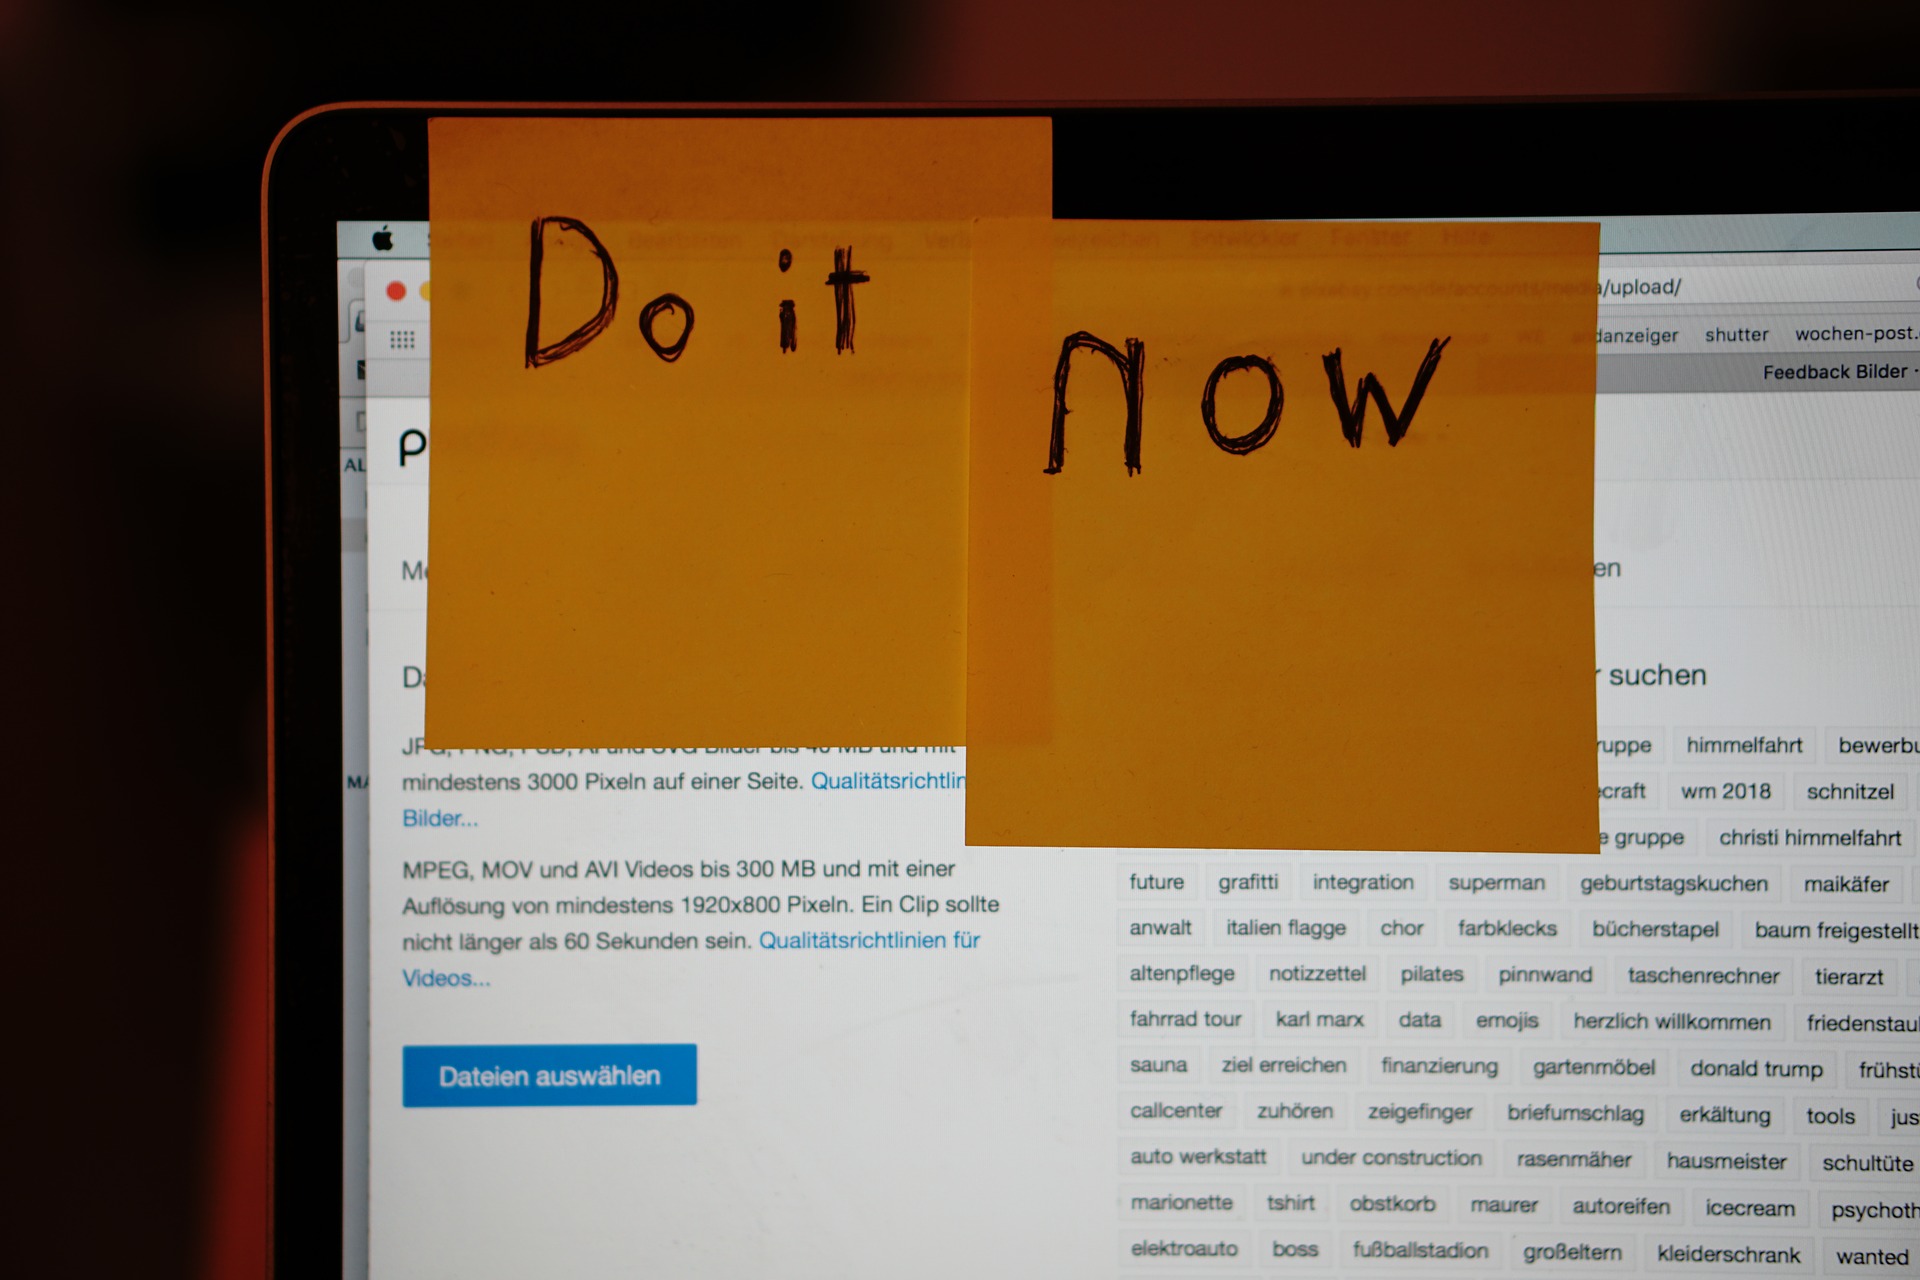 Do it
now
/upload/
shutter
wochen-post.
Feedback Bilder
suchen
himmelfahrt
wm 2018 schnitzel
gruppe christi himmelfahrt
mindestens 3000 Pixeln auf einer Seite.
Bilder...
MPEG, MOV und AVI Videos bis 300 MB und mit einer
Auflösung von mindestens 1920x800 Pixeln. Ein Clip sollte
nicht länger als 60 Sekunden sein. Qualitätsrichtlinien für
Videos...
Dateien auswählen
future grafitti integration superman geburtstagskuchen maikäfer
anwalt italien flagge chor farbklecks bücherstapel baum freigestellt
altenpflege notizzettel pilates pinnwand taschenrechner tierarzt
fahrrad tour karl marx data emojis herzlich willkommen
sauna ziel erreichen finanzierung gartenmöbel donald trump
callcenter zuhören zeigefinger briefumschlag erkältung tools
auto werkstatt under construction rasenmäher hausmeister schultüte
marionette tshirt obstkorb maurer autoreifen icecream
elektroauto boss fußballstadion großeltern kleiderschrank wanted